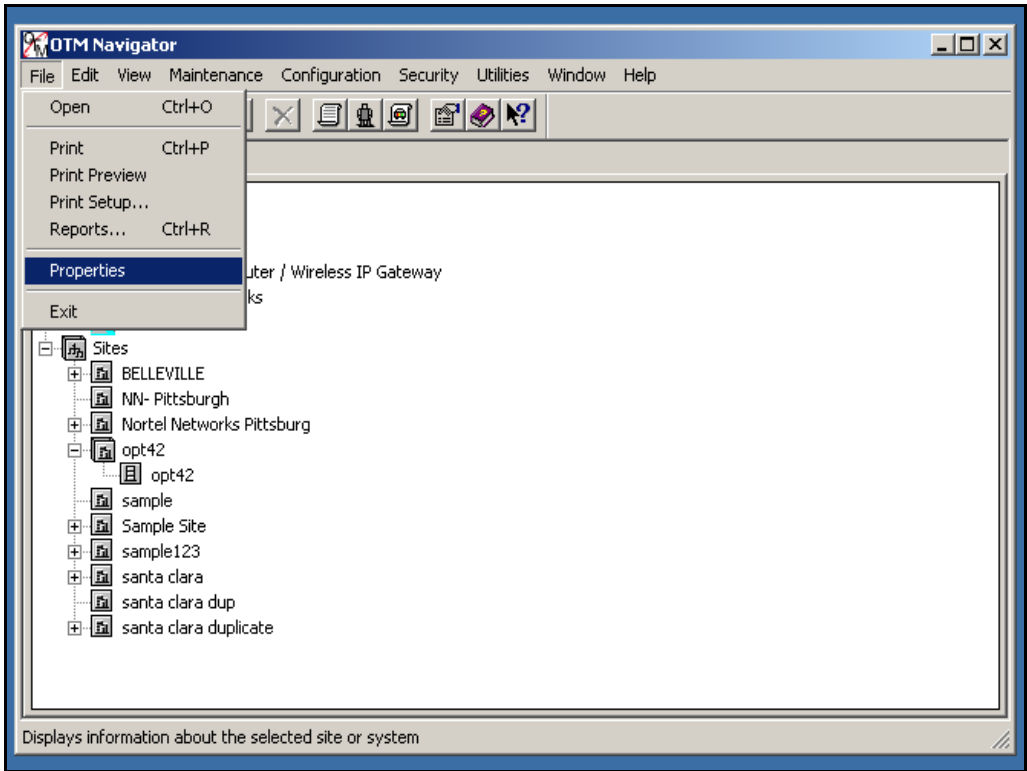 OTM Navigator
File Edit View Maintenance Configuration Security Utilities Window Help
Open Ctrl+O
Print Ctrl+P
Print Preview
Print Setup...
Reports... Ctrl+R
Properties
/ Wireless IP Gateway
Exit
Sites
BELLEVILLE
NN- Pittsburgh
Nortel Networks Pittsburg
opt42
opt42
sample
Sample Site
sample123
santa clara
santa clara dup
santa clara duplicate
Displays information about the selected site or system